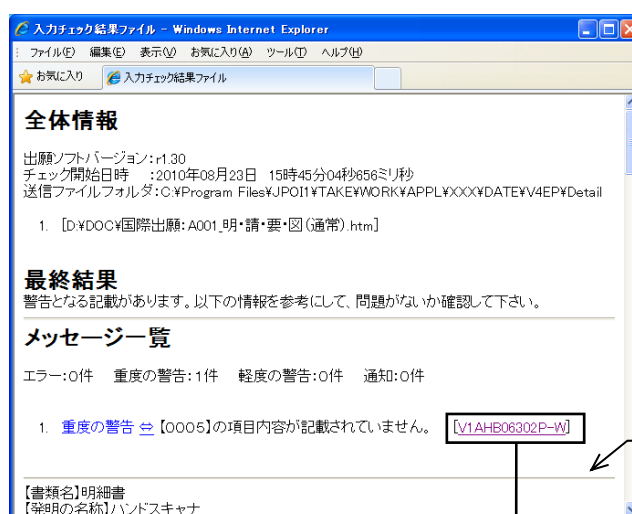 入力チェック結果ファイル - Windows Internet Explorer
ファイル(F) 編集(E) 表示(V) お気に入り(A) ツール(T) ヘルプ(H)
お気に入り 入力チェック結果ファイル
全体情報
出願ソフトバージョン:r1.30
チェック開始日時 :2010年08月23日 15時45分04秒656ミリ秒
送信ファイルフォルダ:C:¥Program Files¥JPOI1¥TAKE¥WORK¥APPL¥XXX¥DATE¥V4EP¥Detail
1. [D:¥DOC¥国際出願:A001_明・請・要・図(通常).htm]
最終結果
警告となる記載があります。以下の情報を参考にして、問題がないか確認して下さい。
メッセージ一覧
エラー:0件 重度の警告:1件 軽度の警告:0件 通知:0件
1. 重度の警告 ⇔ 【0005】の項目内容が記載されていません。 [V1AHB06302P-W]
【書類名】明細書
【発明の名称】ハンドスキャナ